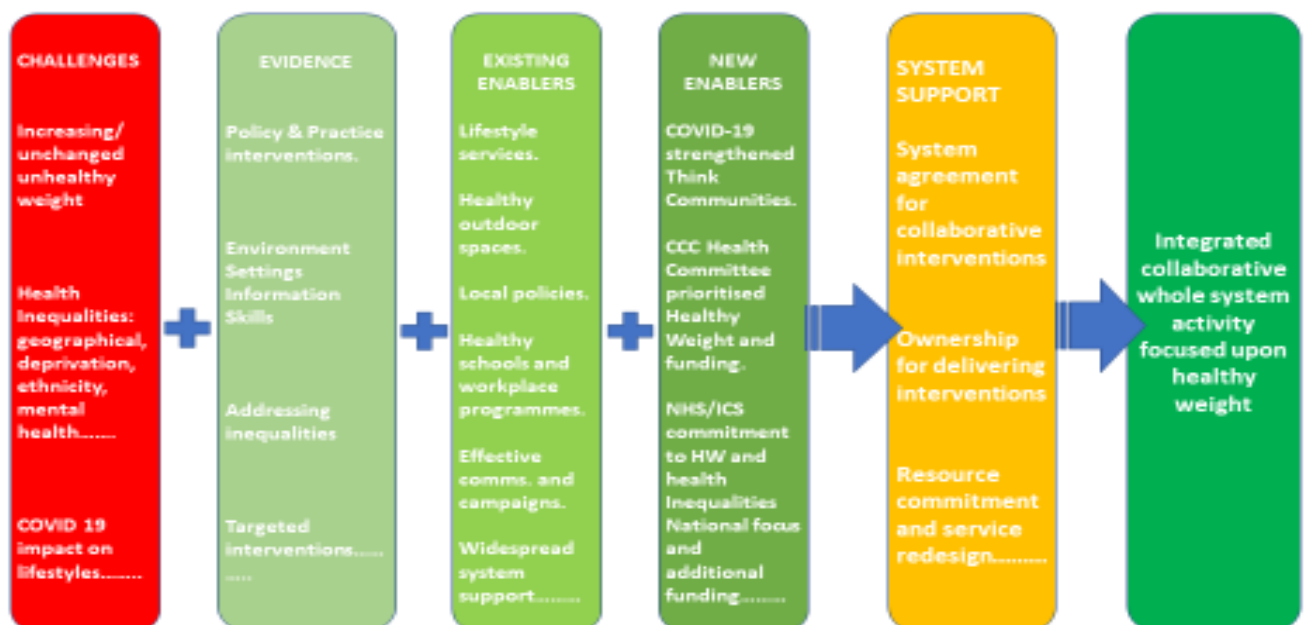 CHALLENGES
Increasing/
unchanged
unhealthy
weight
Health
Inequalities:
geographical,
deprivation,
ethnicity,
mental
health.......
COVID 19
impact on
lifestyles........
EVIDENCE
Policy & Practice
interventions.
Environment
Settings
Information
Skills
Addressing
inequalities
Targeted
interventions......
.....
EXISTING
ENABLERS
Lifestyle
services.
Healthy
outdoor
spaces.
Local policies.
Healthy
schools and
workplace
programmes.
Effective
comms. and
campaigns.
Widespread
system
support.........
NEW
ENABLERS
COVID-19
strengthened
Think
Communities.
CCC Health
Committee
prioritised
Healthy
Weight and
funding.
NHS/ICS
commitment
to HW and
health
Inequalities
National focus
and
additional
funding.........
SYSTEM
SUPPORT
System
agreement
for
collaborative
interventions
Ownership
for delivering
interventions
Resource
commitment
and service
redesign..........
Integrated
collaborative
whole system
activity
focused upon
healthy
weight